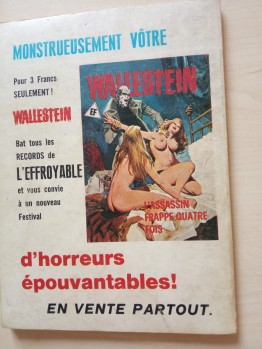 MONSTRUEUSEMENT VÔTRE
Pour 3 Francs
SEULEMENT !
WALLESTEIN
Bat tous les
RECORDS de
L'EFFROYABLE
et vous convie
à un nouveau
Festival
WALLESTEIN
EF
L'ASSASSIN
FRAPPE QUATRE
FOIS
d'horreurs
épouvantables!
EN VENTE PARTOUT.